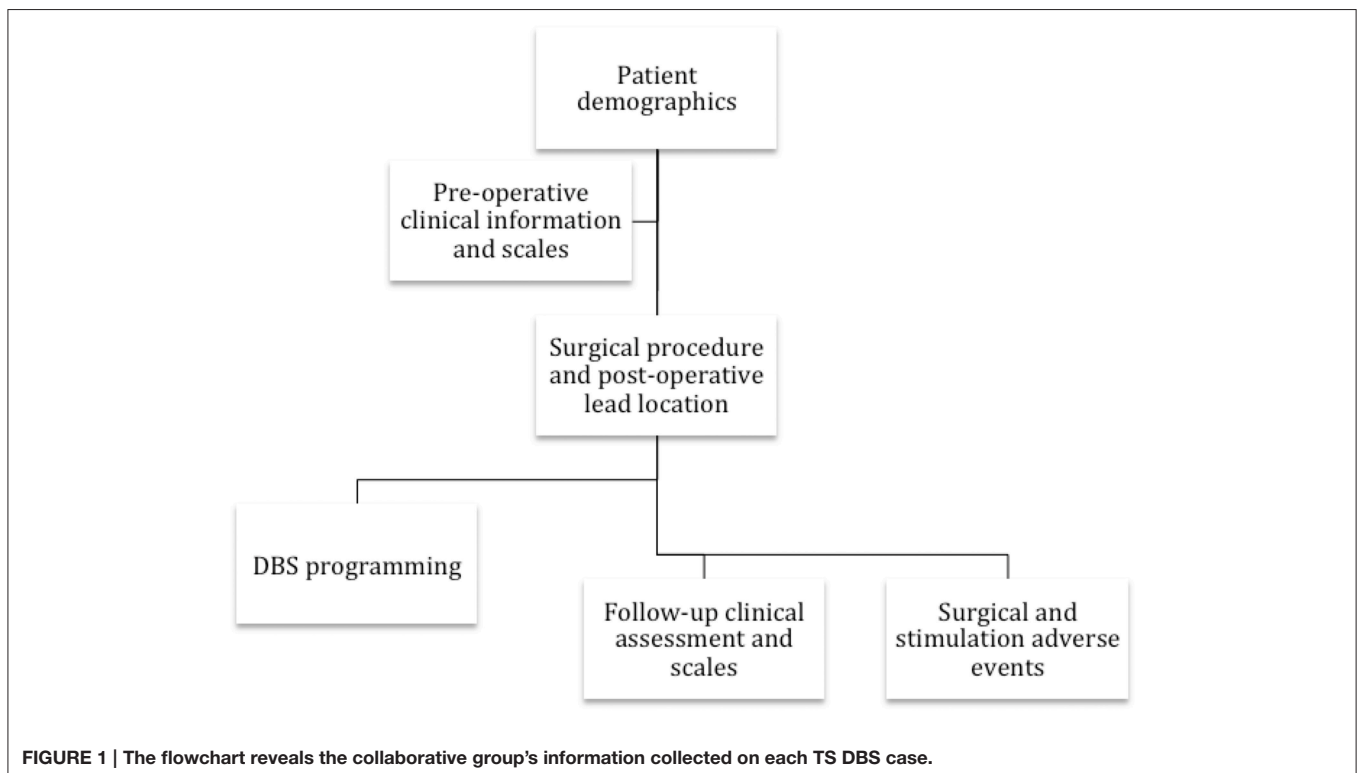 Patient
demographics
Pre-operative
clinical information
and scales
Surgical procedure
and post-operative
lead location
DBS programming
Follow-up clinical
assessment and
scales
Surgical and
stimulation adverse
events
FIGURE 1 | The flowchart reveals the collaborative group’s information collected on each TS DBS case.